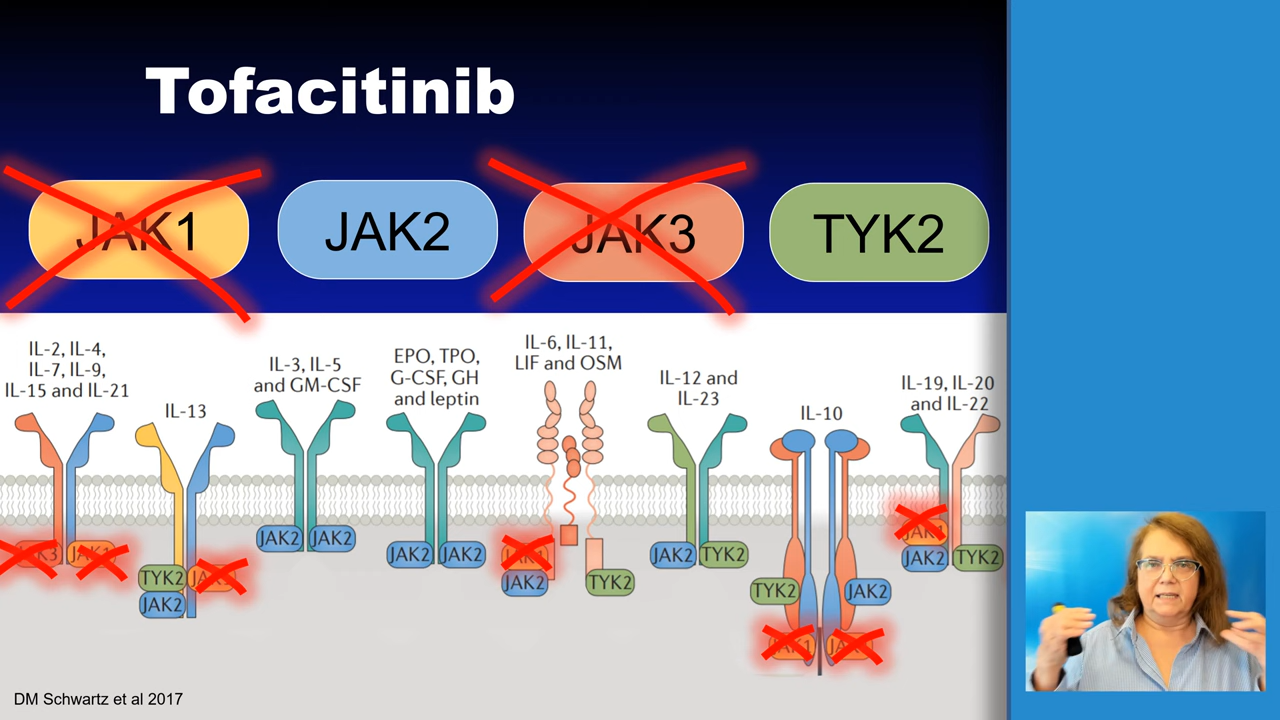 Tofacitinib
JAK1
JAK2
JAK3
TYK2
IL-2, IL-4,
IL-7, IL-9,
IL-15 and IL-21
IL-13
IL-3, IL-5
and GM-CSF
EPO, TPO,
G-CSF, GH
and leptin
IL-6, IL-11,
LIF and OSM
IL-12 and
IL-23
IL-10
IL-19, IL-20
and IL-22
JAK3
JAK1
TYK2
JAK1
JAK2
JAK2
JAK2
JAK2
JAK2
JAK1
JAK2
TYK2
JAK2
TYK2
TYK2
JAK2
JAK1
JAK1
JAK1
JAK2
TYK2
DM Schwartz et al 2017